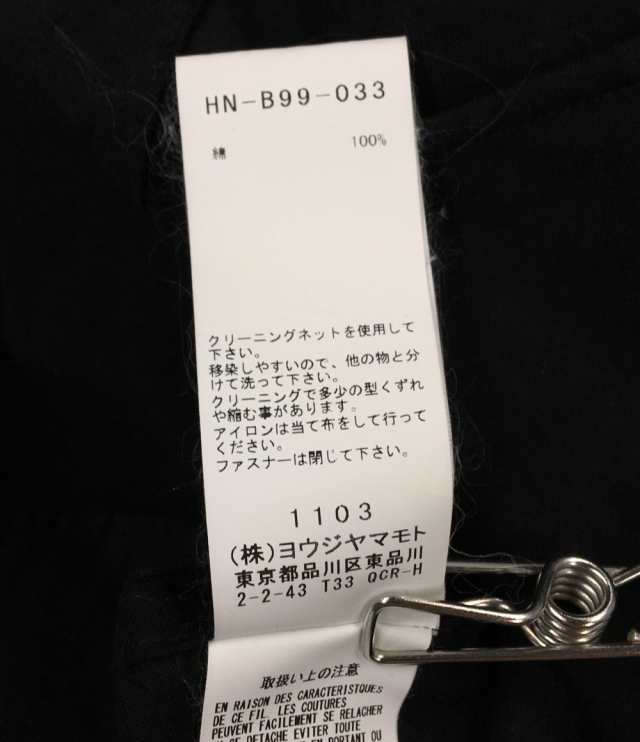 HN-B99-033
綿 100%
クリーニングネットを使用して
下さい。
移染しやすいので、他の物と分
けて洗って下さい。
クリーニングで多少の型くずれ
や縮む事があります。
アイロンは当て布をして行って
ください。
ファスナーは閉じて下さい。
1103
(株)ヨウジヤマモト
東京都品川区東品川
2-2-43 T33 QCR-H
取扱い上の注意
EN RAISON DES CARACTERISTIQUES
DE CE FIL. LES COUTURES
PEUVENT FACILEMENT SE RELACHER
SE DETACHE EVITER TOUTE
EN PORTANT OU